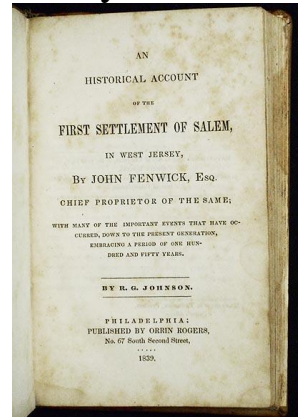 AN
HISTORICAL ACCOUNT
OF THE
FIRST SETTLEMENT OF SALEM,
IN WEST JERSEY,
BY JOHN FENWICK, ESQ.
CHIEF PROPRIETOR OF THE SAME;
WITH MANY OF THE IMPORTANT EVENTS THAT HAVE OC-
CURRED, DOWN TO THE PRESENT GENERATION,
EMBRACING A PERIOD OF ONE HUN-
DRED AND FIFTY YEARS.
BY R. G. JOHNSON.
PHILADELPHIA;
PUBLISHED BY ORRIN ROGERS,
No. 67 South Second Street,
.....
1839.